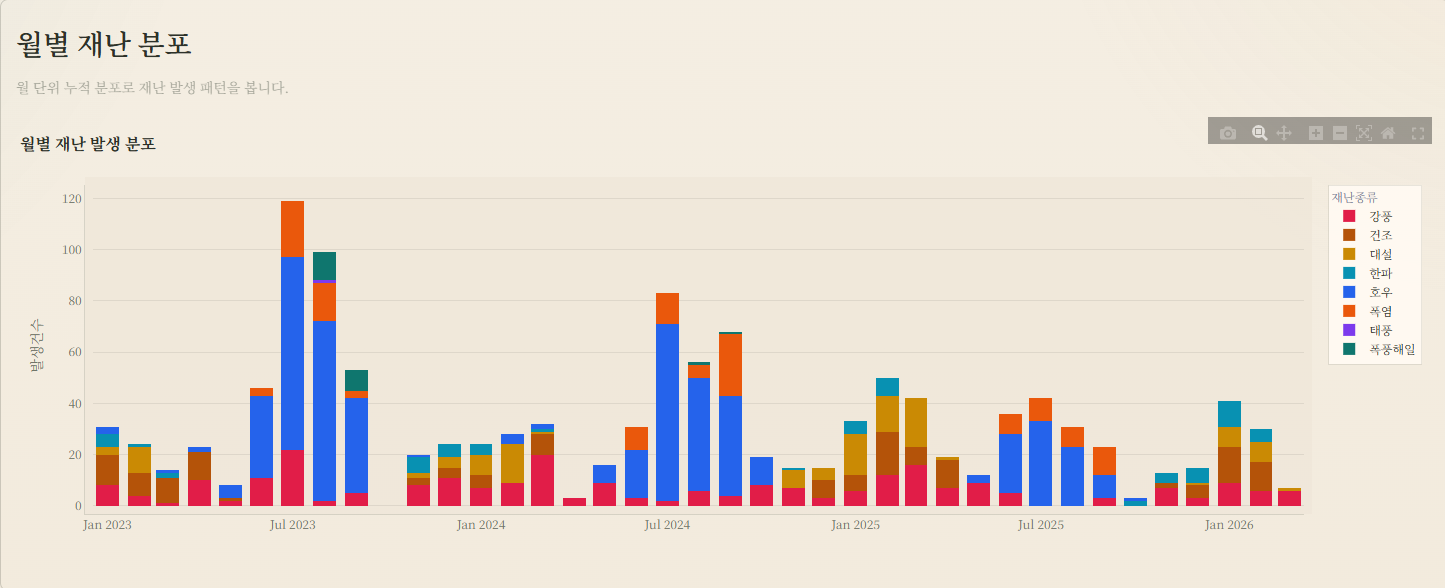 월별 재난 분포
월 단위 누적 분포로 재난 발생 패턴을 봅니다.
월별 재난 발생 분포
발생건수
120
100
80
60
40
20
0
Jan 2023
Jul 2023
Jan 2024
Jul 2024
Jan 2025
Jul 2025
Jan 2026
재난종류
강풍
건조
대설
한파
호우
폭염
태풍
폭풍해일